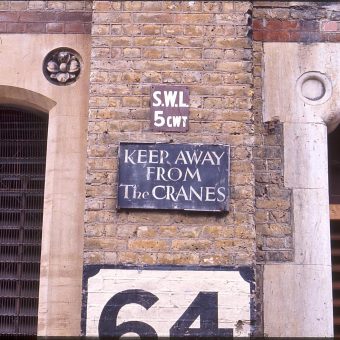 S.W.L.
5 CWT
KEEP AWAY
FROM
The CRANES
64